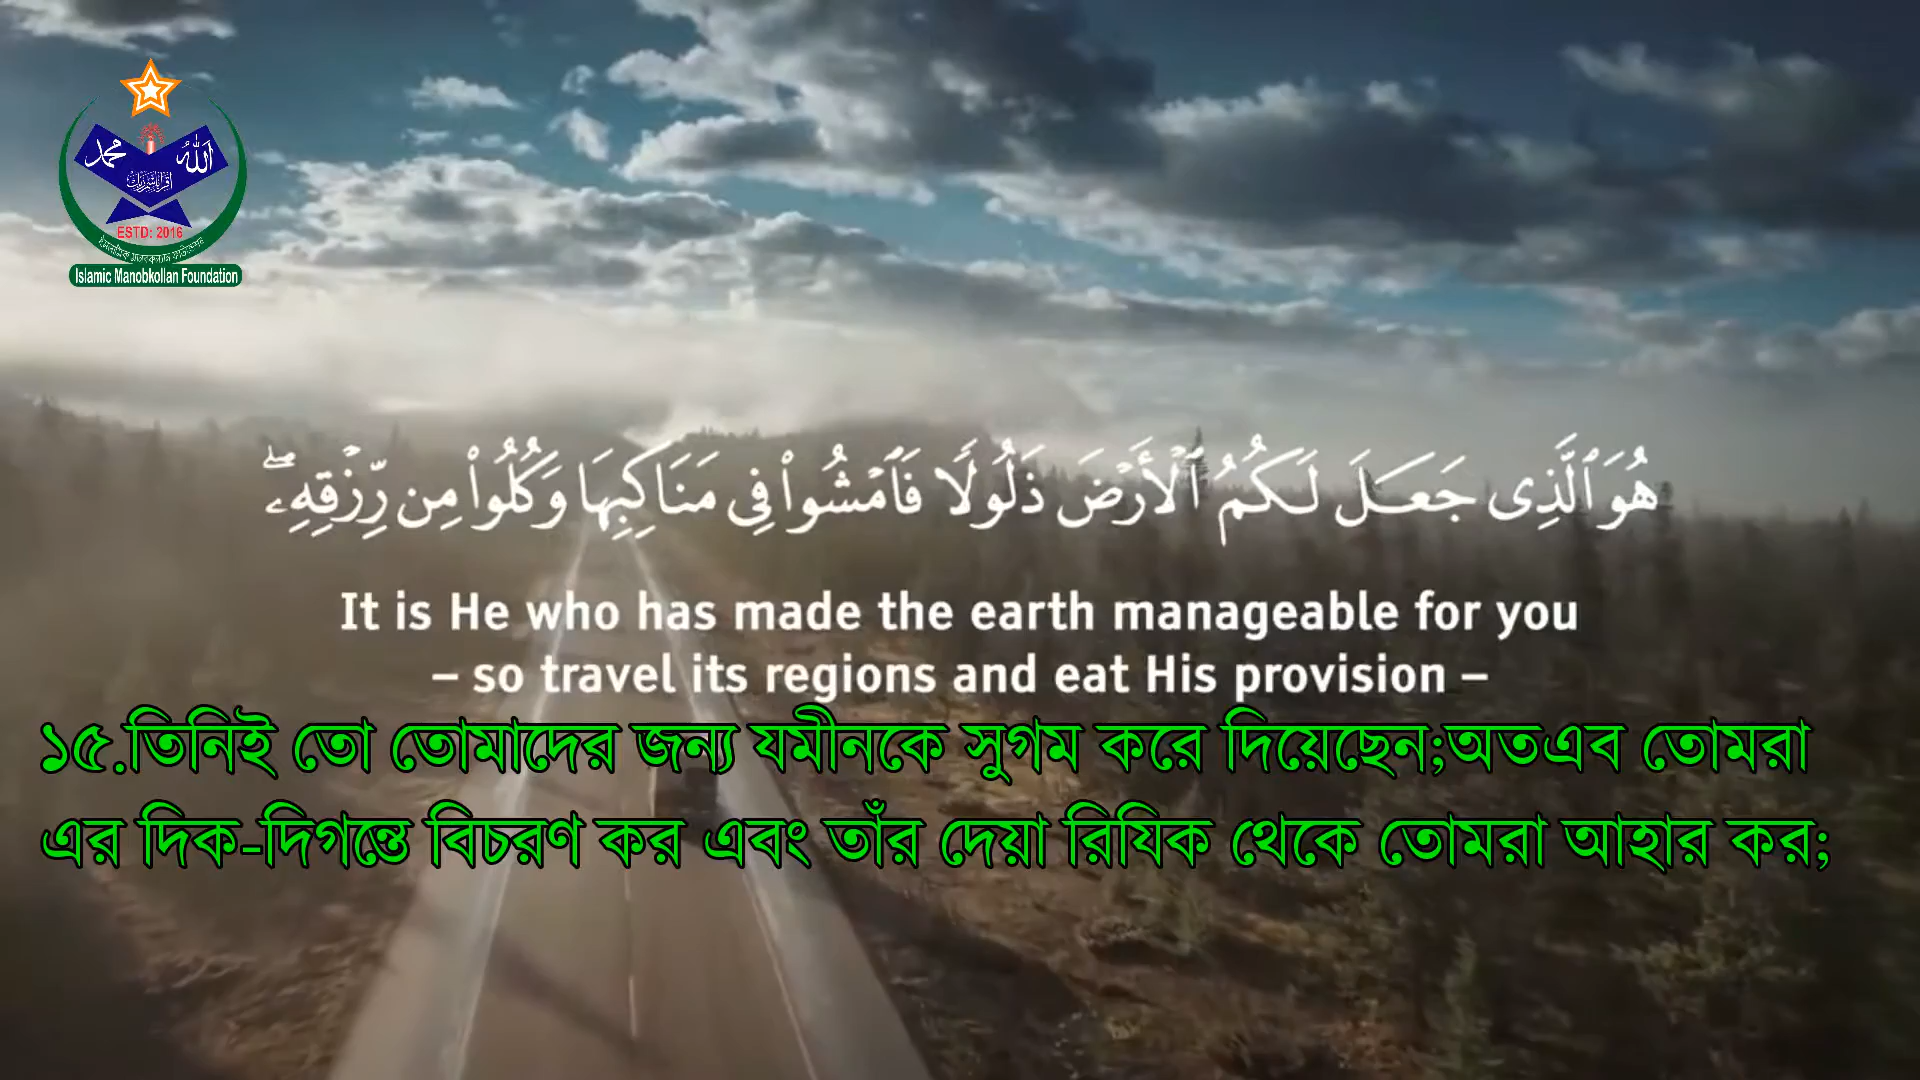 محمد
الله
ESTD: 2016
Islamic Manobkollan Foundation
هُوَ ٱلَّذِى جَعَلَ لَكُمُ ٱلْأَرْضَ ذَلُولًا فَٱمْشُوا۟ فِى مَنَاكِبِهَا وَكُلُوا۟ مِن رِّزْقِهِۦ ۖ
It is He who has made the earth manageable for you
– so travel its regions and eat His provision –
১৫.তিনিই তো তোমাদের জন্য যমীনকে সুগম করে দিয়েছেন;অতএব তোমরা
এর দিক-দিগন্তে বিচরণ কর এবং তাঁর দেয়া রিযিক থেকে তোমরা আহার কর;